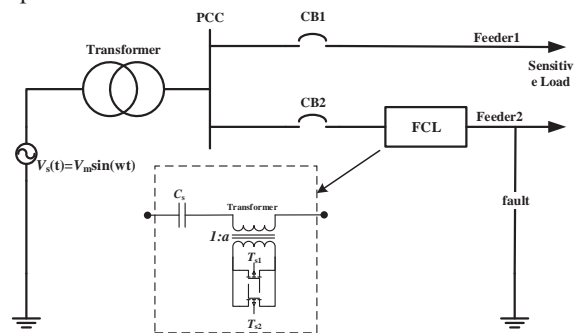 PCC
CB1
Transformer
Feeder1
Sensitiv
e Load
CB2
Feeder2
FCL
Vs(t)=Vmsin(wt)
Cs
Transformer
1:a
fault
Ts1
Ts2